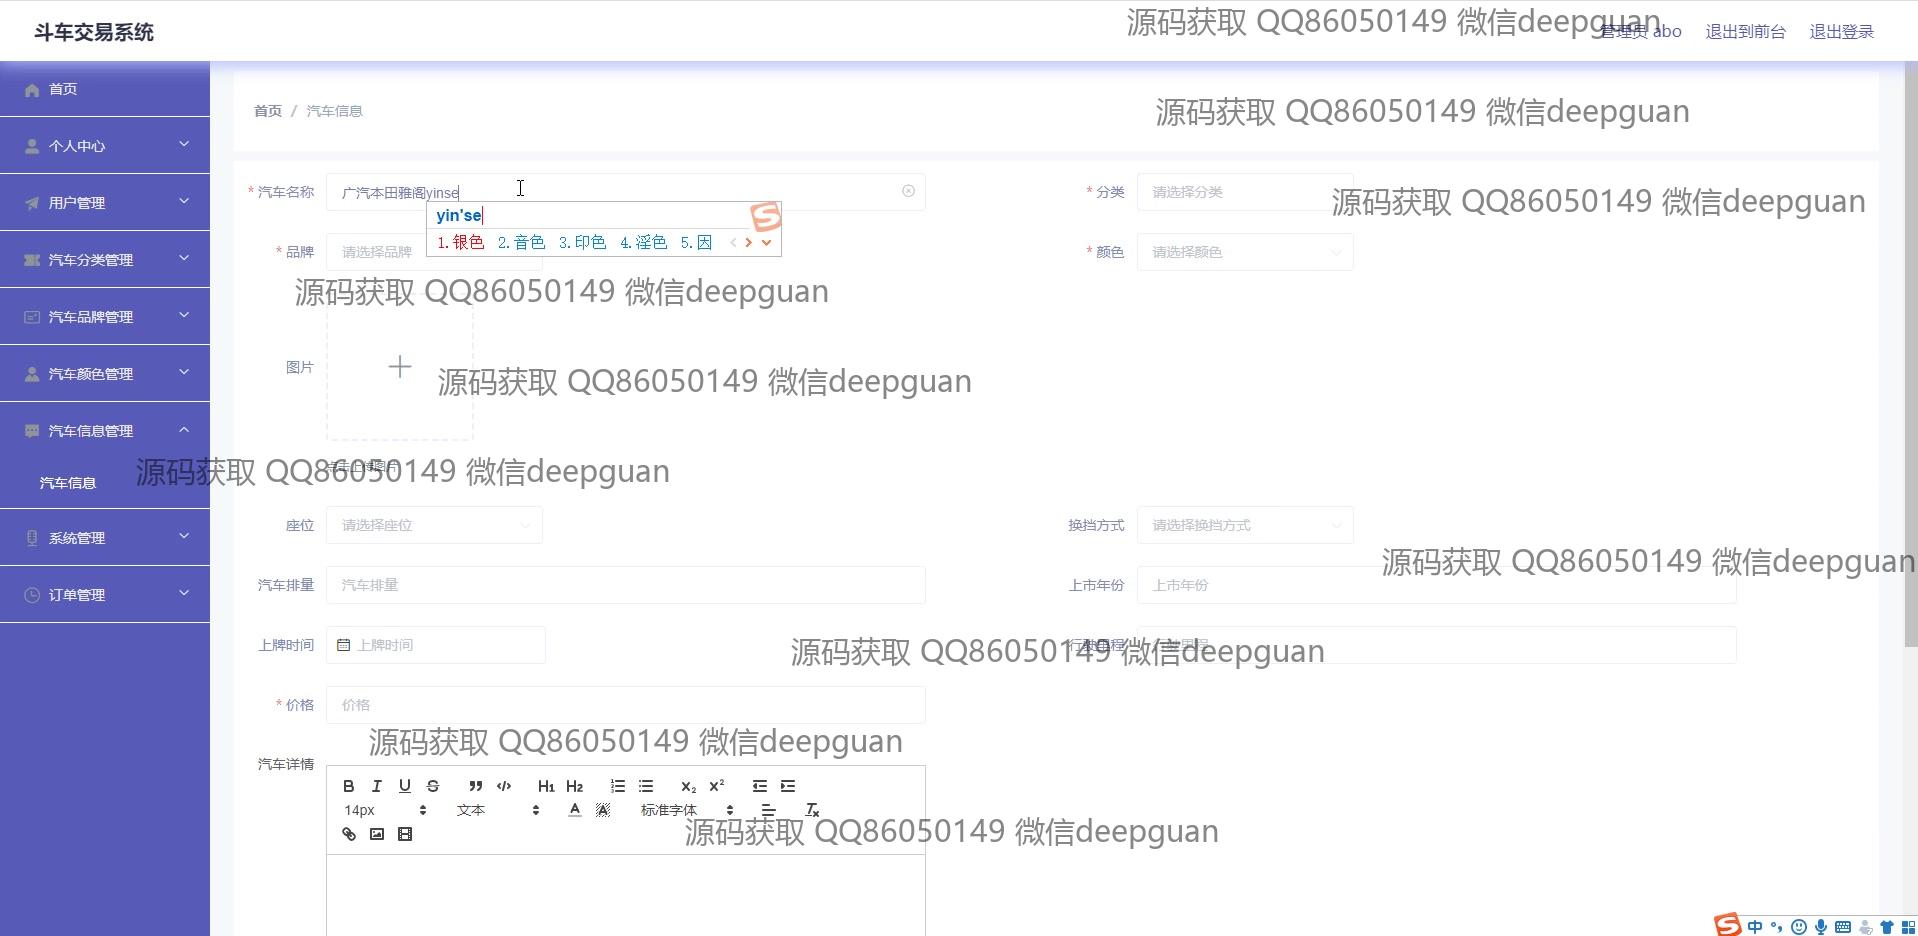 斗车交易系统
源码获取 QQ86050149 微信deepguan
管理员 abo 退出到前台 退出登录
首页
个人中心
用户管理
汽车分类管理
汽车品牌管理
汽车颜色管理
汽车信息管理
汽车信息
系统管理
订单管理
首页 / 汽车信息
源码获取 QQ86050149 微信deepguan
* 汽车名称 广汽本田雅阁yinse
* 分类 请选择分类
源码获取 QQ86050149 微信deepguan
yin'se
1.银色 2.音色 3.印色 4.淫色 5.因
* 品牌 请选择品牌
* 颜色 请选择颜色
源码获取 QQ86050149 微信deepguan
图片
源码获取 QQ86050149 微信deepguan
点击上传图片
源码获取 QQ86050149 微信deepguan
座位 请选择座位
换挡方式 请选择换挡方式
源码获取 QQ86050149 微信deepguan
汽车排量 汽车排量
上市年份 上市年份
上牌时间 上牌时间
行驶里程 行驶里程
源码获取 QQ86050149 微信deepguan
* 价格 价格
源码获取 QQ86050149 微信deepguan
汽车详情
B I U S H1 H2 x2 x2
14px 文本 A A 标准字体 Tx
源码获取 QQ86050149 微信deepguan
中